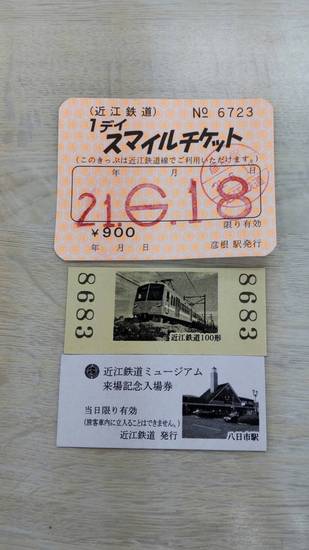 (近江鉄道) № 6723
1デイ
スマイルチケット
(このきっぷは近江鉄道線でご利用いただけます。)
年 月 日
21.6.18
限り有効
¥900
年 月 日 彦根 駅発行
8683
8683
近江鉄道100形
近江鉄道ミュージアム
来場記念入場券
当日限り有効
(旅客車内に立入ることはできません。)
近江鉄道 発行
八日市駅